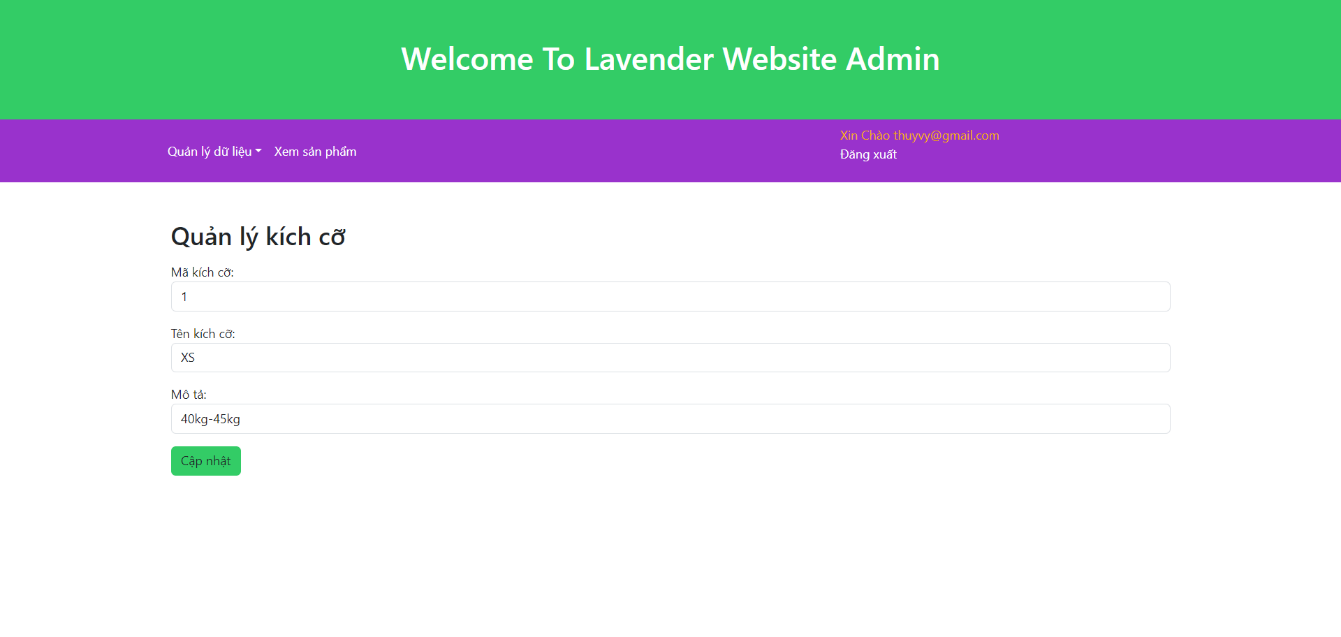 Welcome To Lavender Website Admin
Quản lý dữ liệu Xem sản phẩm
Xin Chào thuyvy@gmail.com
Đăng xuất
Quản lý kích cỡ
Mã kích cỡ:
1
Tên kích cỡ:
XS
Mô tả:
40kg-45kg
Cập nhật